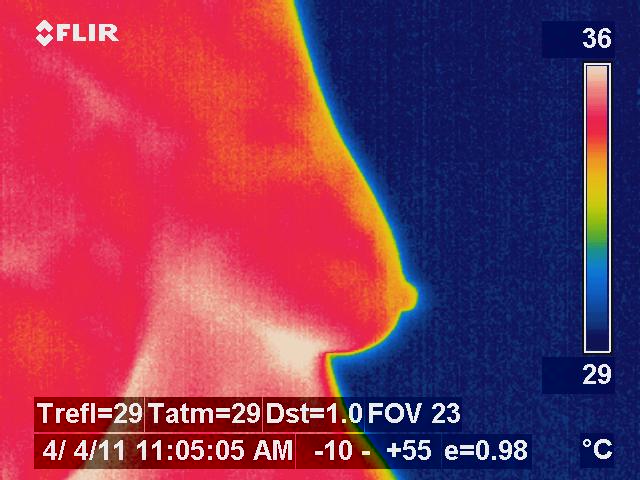 FLIR
36
29
Trefl=29 Tatm=29 Dst=1.0 FOV 23
4/ 4/11 11:05:05 AM -10 - +55 e=0.98 °C